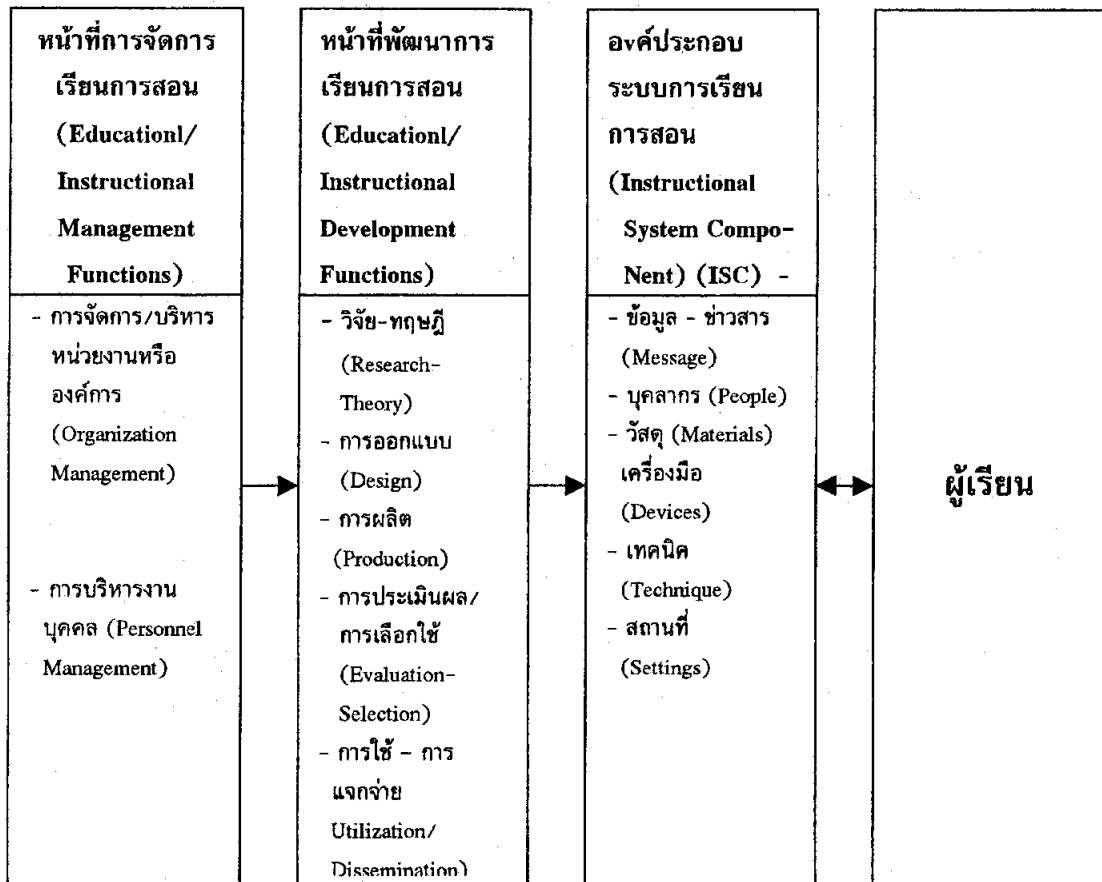 หน้าที่การจัดการ
เรียนการสอน
(Educationl/
Instructional
Management
Functions)
- การจัดการ/บริหาร
หน่วยงานหรือ
องค์การ
(Organization
Management)
- การบริหารงาน
บุคคล (Personnel
Management)
หน้าที่พัฒนาการ
เรียนการสอน
(Educationl/
Instructional
Development
Functions)
- วิจัย-ทฤษฎี
(Research-
Theory)
- การออกแบบ
(Design)
- การผลิต
(Production)
- การประเมินผล/
การเลือกใช้
(Evaluation-
Selection)
- การใช้ - การ
แจกจ่าย
Utilization/
Dissemination)
อvค์ประกอบ
ระบบการเรียน
การสอน
(Instructional
System Compo-
Nent) (ISC) -
- ข้อมูล - ข่าวสาร
(Message)
- บุคลากร (People)
- วัสดุ (Materials)
เครื่องมือ
(Devices)
- เทคนิค
(Technique)
- สถานที่
(Settings)
ผู้เรียน